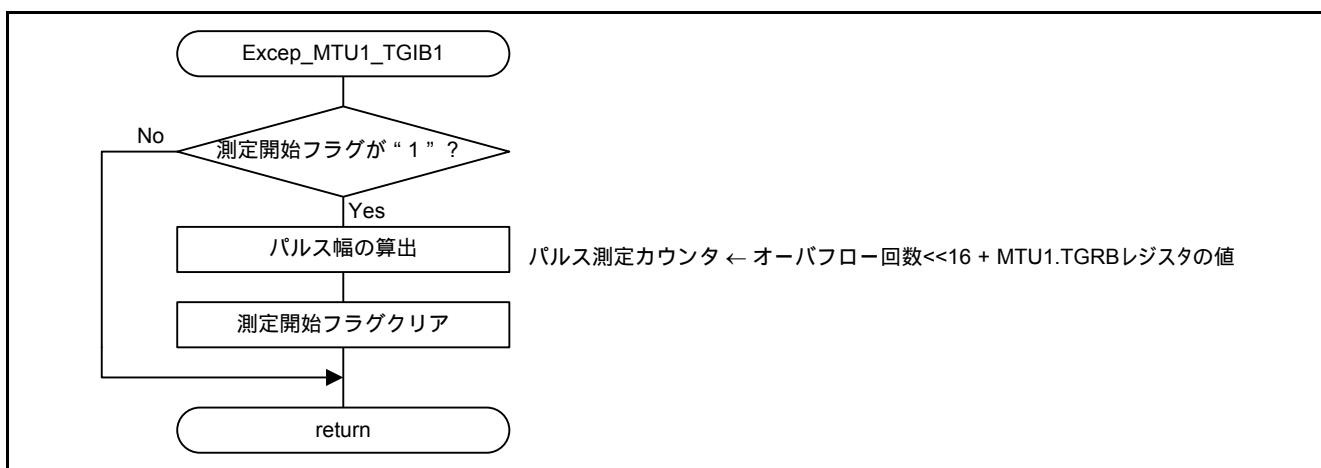 Excep_MTU1_TGIB1
No
測定開始フラグが“1”?
Yes
パルス幅の算出
パルス測定カウンタ ← オーバフロー回数<<16 + MTU1.TGRBレジスタの値
測定開始フラグクリア
return